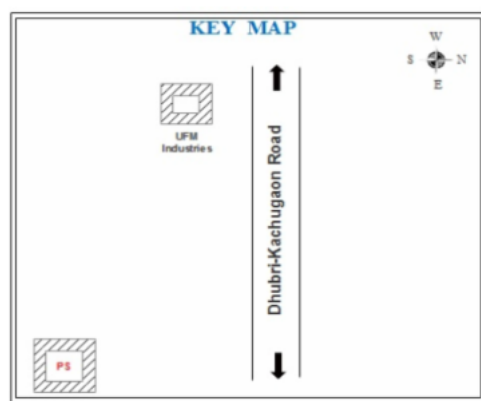 KEY MAP
W
S N
E
UFM
Industries
Dhubri-Kachugaon Road
PS